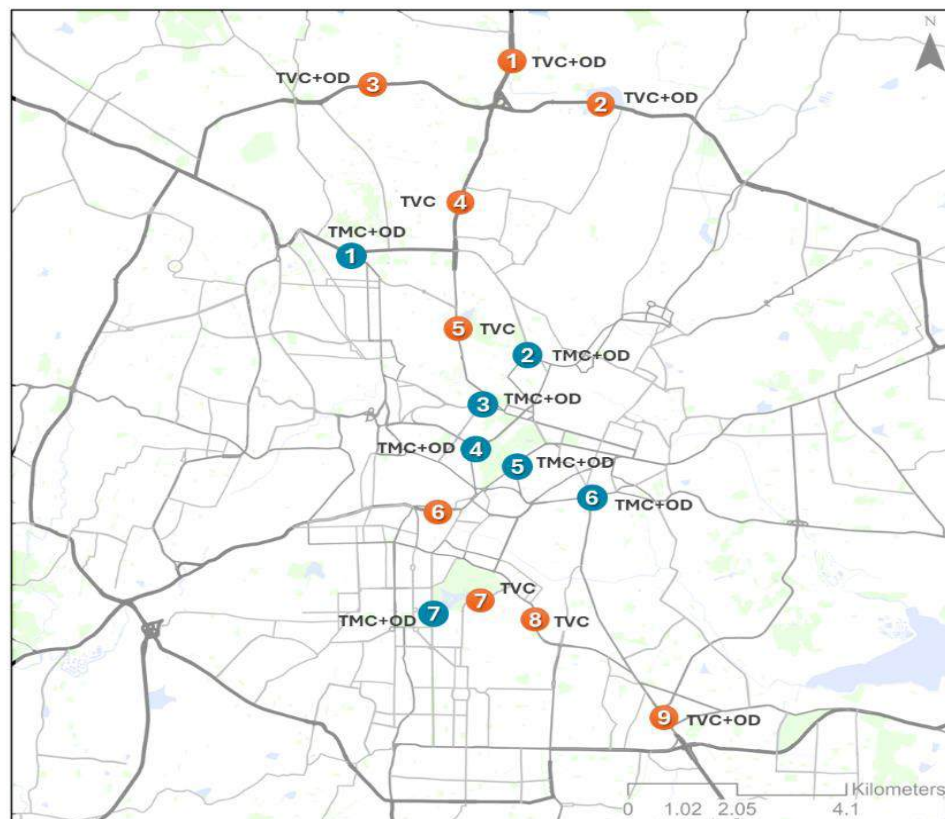 N
1 TVC+OD
TVC+OD 3
2 TVC+OD
TVC 4
TMC+OD
1
5 TVC
2 TMC+OD
3 TMC+OD
TMC+OD 4
5 TMC+OD
6 TMC+OD
6
7 TVC
TMC+OD 7
8 TVC
9 TVC+OD
Kilometers
0 1.02 2.05 4.1